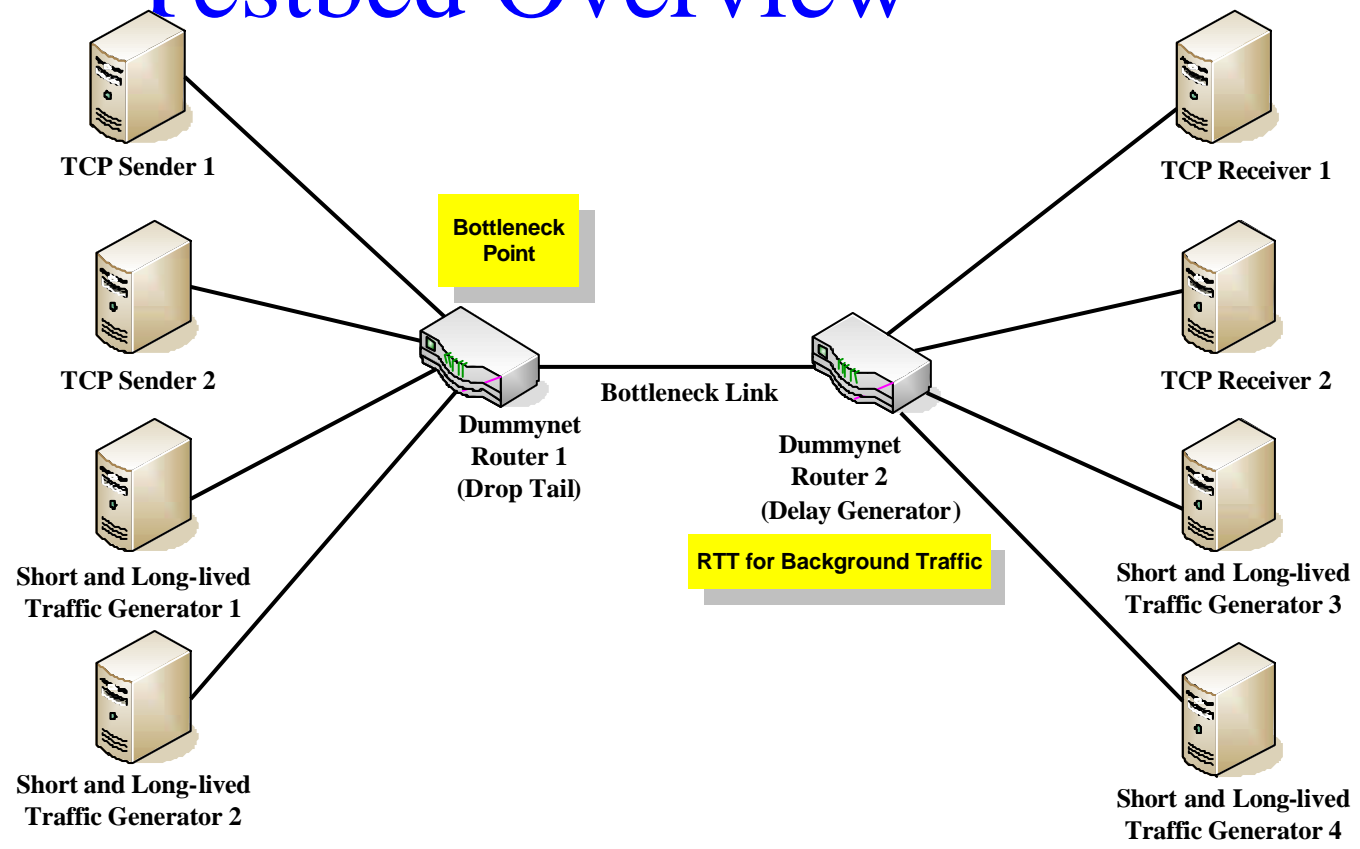 Testbed Overview
TCP Sender 1
TCP Receiver 1
Bottleneck
Point
TCP Sender 2
TCP Receiver 2
Bottleneck Link
Dummynet
Router 1
(Drop Tail)
Dummynet
Router 2
(Delay Generator)
RTT for Background Traffic
Short and Long-lived
Traffic Generator 1
Short and Long-lived
Traffic Generator 3
Short and Long-lived
Traffic Generator 2
Short and Long-lived
Traffic Generator 4